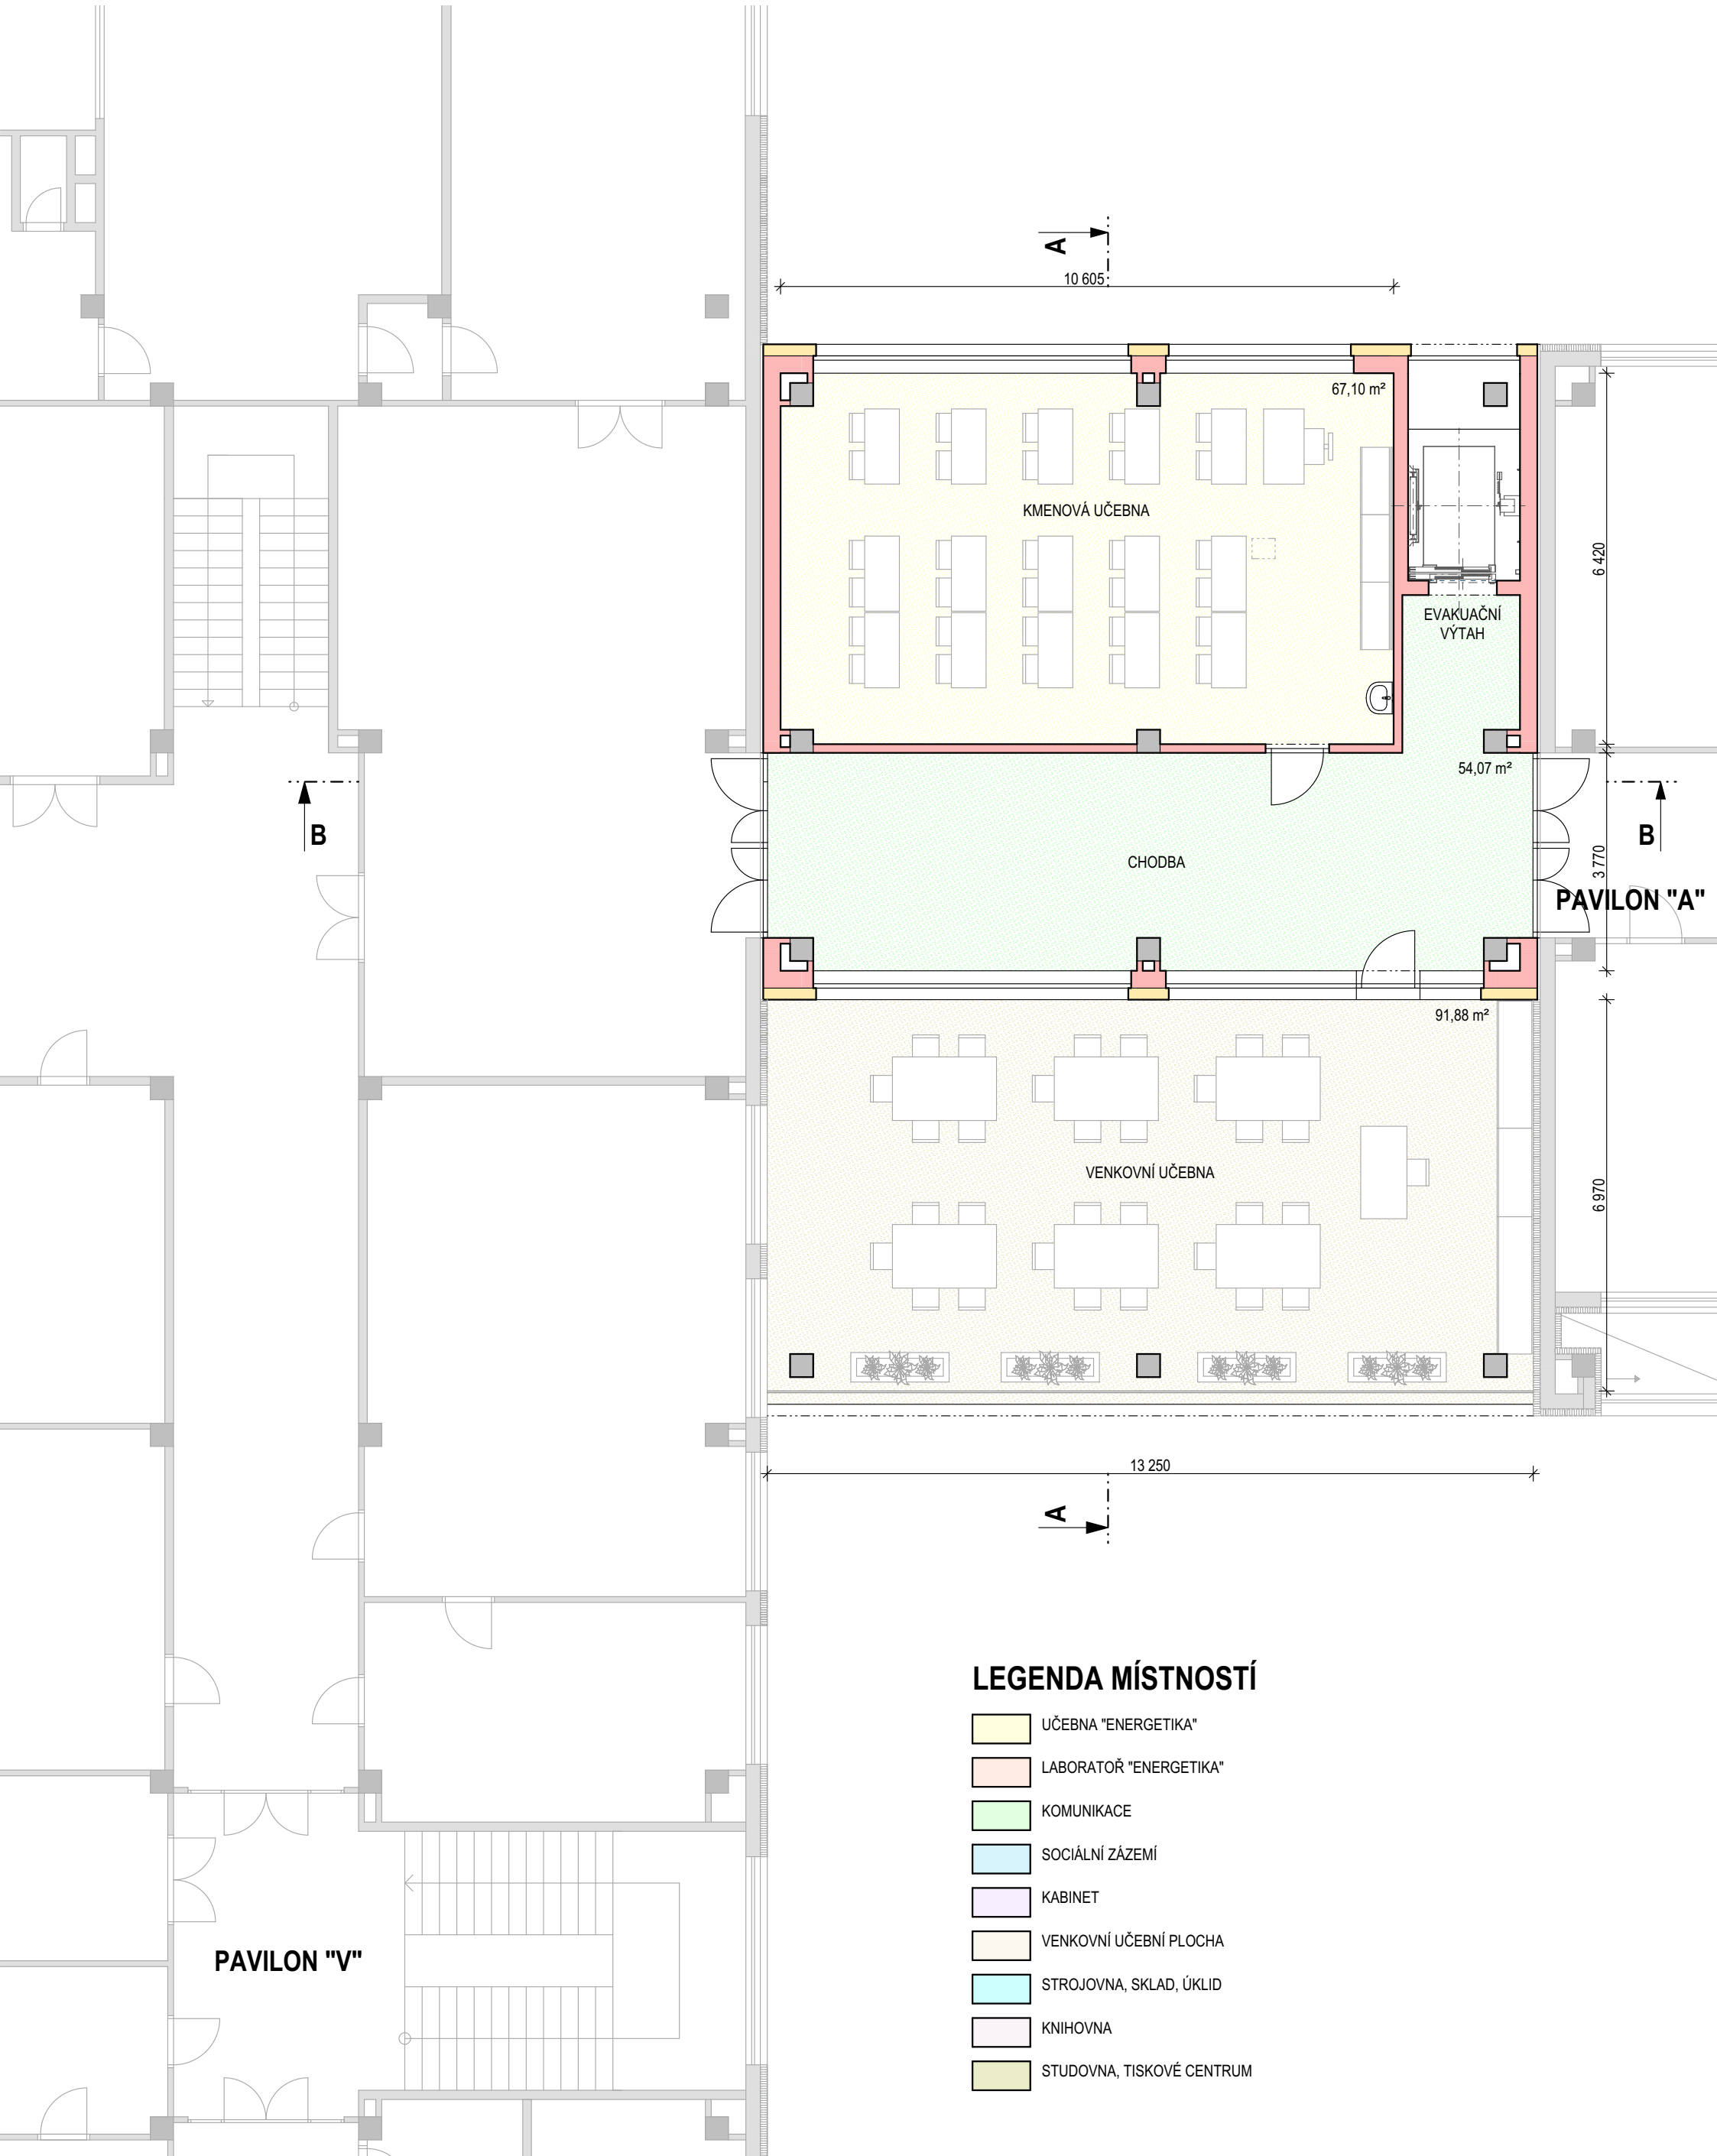 A
10 605
67,10 m²
KMENOVÁ UČEBNA
6 420
EVAKUAČNÍ
VÝTAH
54,07 m²
B
B
CHODBA
3 770
PAVILON "A"
91,88 m²
VENKOVNÍ UČEBNA
6 970
13 250
A
LEGENDA MÍSTNOSTÍ
UČEBNA "ENERGETIKA"
LABORATOŘ "ENERGETIKA"
KOMUNIKACE
SOCIÁLNÍ ZÁZEMÍ
KABINET
VENKOVNÍ UČEBNÍ PLOCHA
STROJOVNA, SKLAD, ÚKLID
KNIHOVNA
STUDOVNA, TISKOVÉ CENTRUM
PAVILON "V"